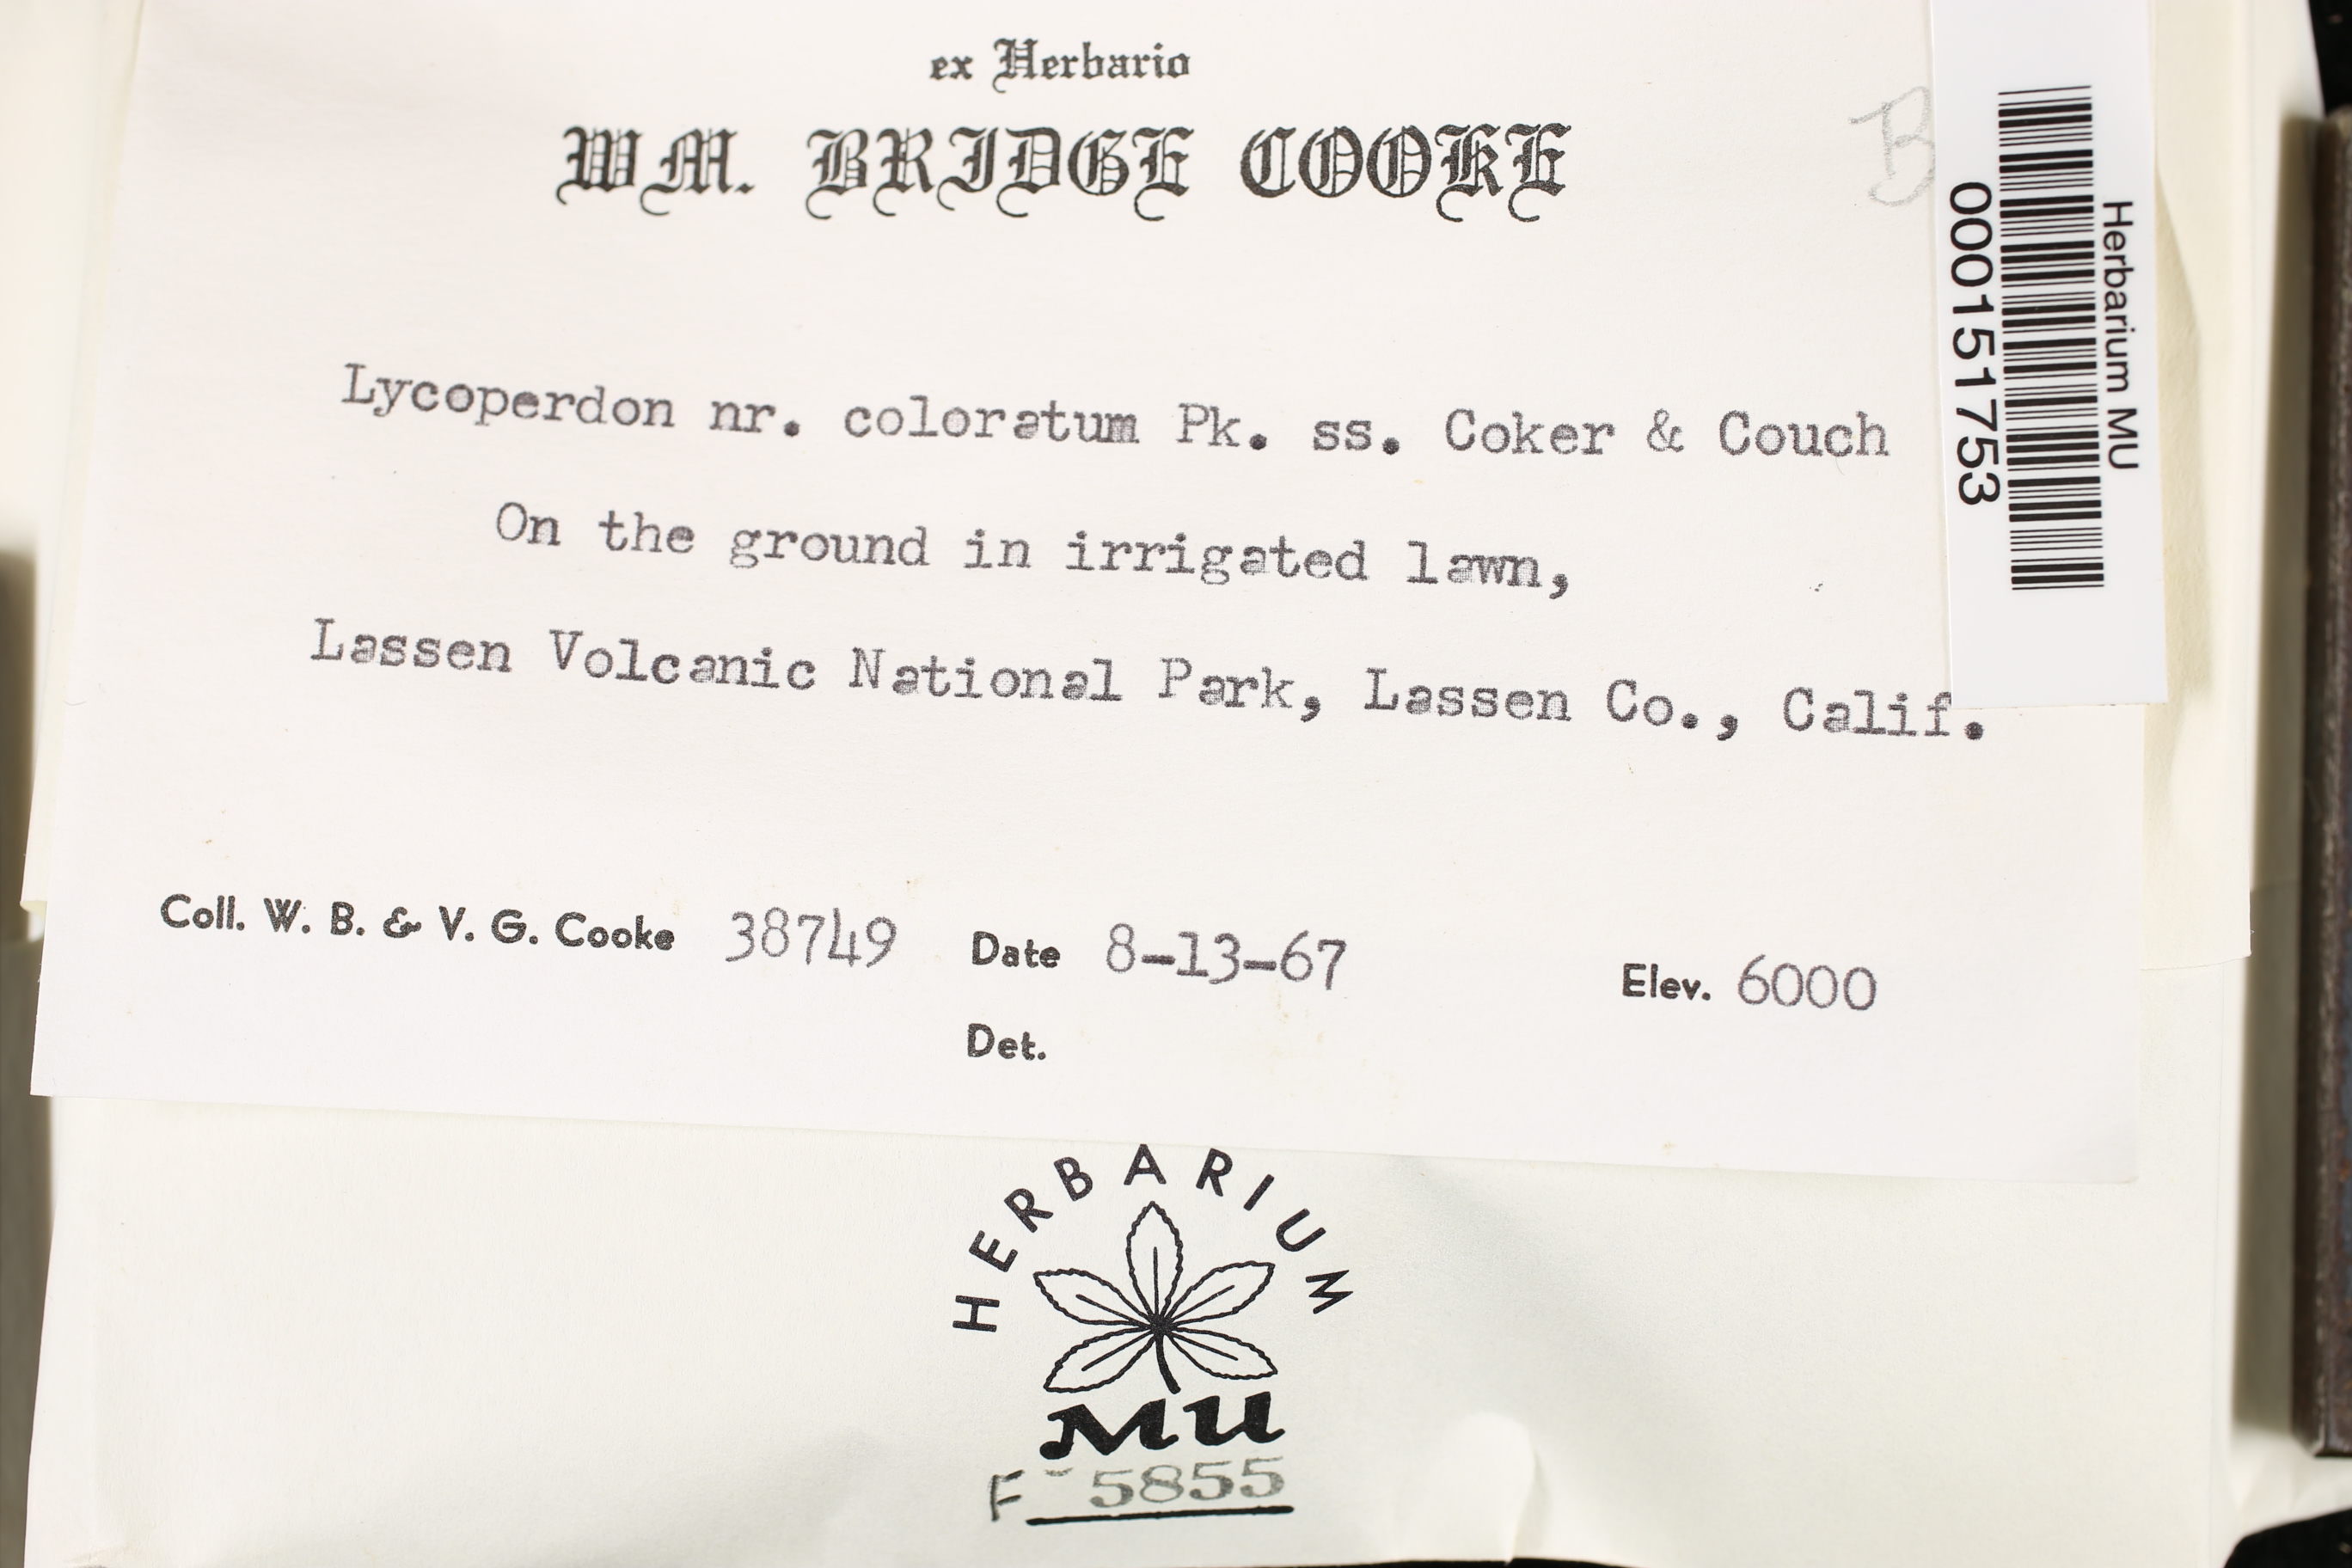 ex Herbario
WM. BRIDGE COOKE
B
Lycoperdon nr. coloratum Pk. ss. Coker & Couch
On the ground in irrigated lawn,
Lassen Volcanic National Park, Lassen Co., Calif.
Coll. W. B. & V. G. Cooke 38749 Date 8-13-67 Elev. 6000
Det.
Herbarium MU
000151753
HERBARIUM
MU
F 5855